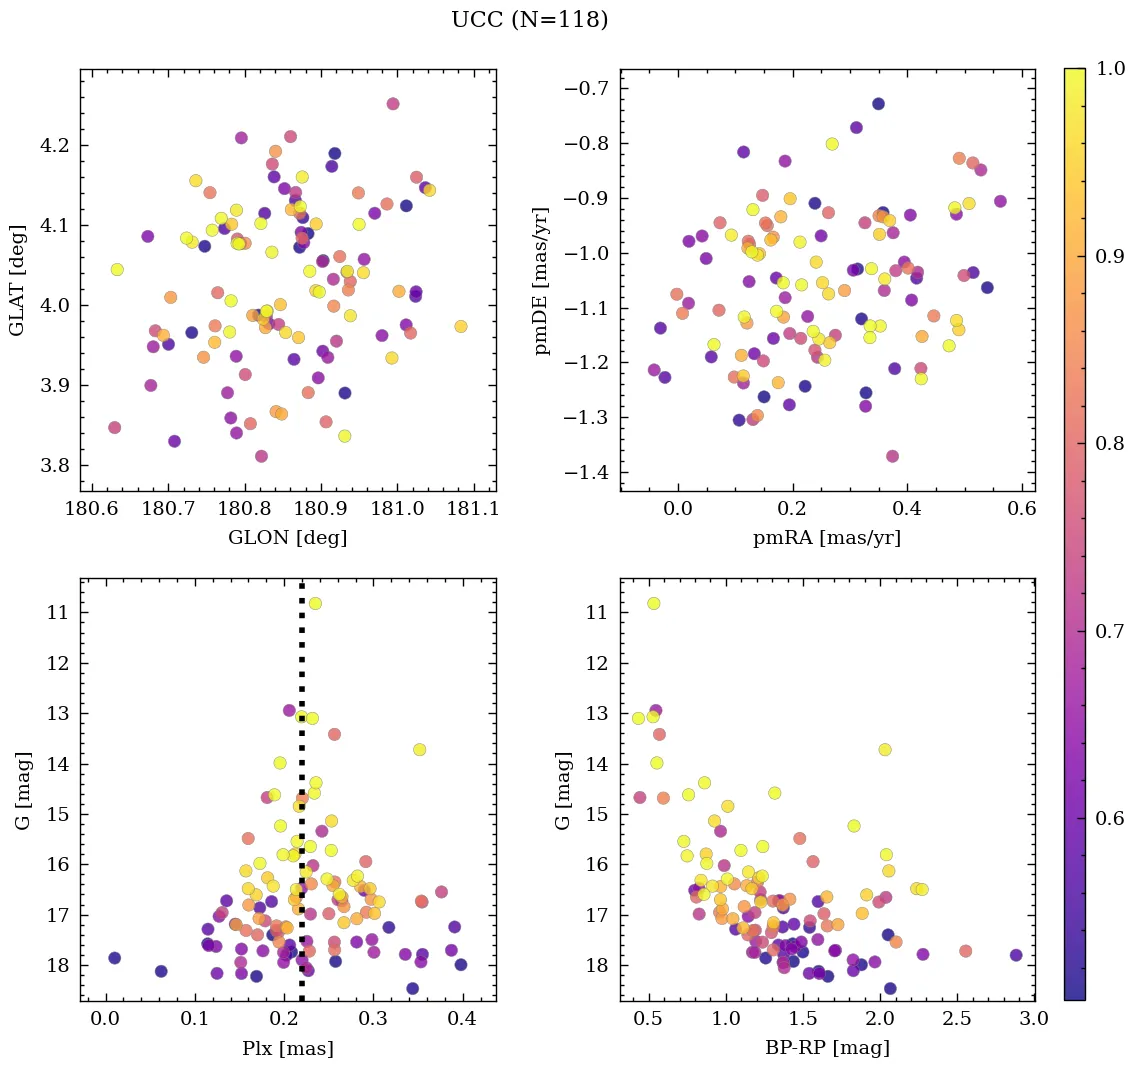 UCC (N=118)
4.2
4.1
4.0
3.9
3.8
GLAT [deg]
180.6 180.7 180.8 180.9 181.0 181.1
GLON [deg]
−0.7
−0.8
−0.9
−1.0
−1.1
−1.2
−1.3
−1.4
pmDE [mas/yr]
0.0 0.2 0.4 0.6
pmRA [mas/yr]
11
12
13
14
15
16
17
18
G [mag]
0.0 0.1 0.2 0.3 0.4
Plx [mas]
11
12
13
14
15
16
17
18
G [mag]
0.5 1.0 1.5 2.0 2.5 3.0
BP-RP [mag]
1.0
0.9
0.8
0.7
0.6